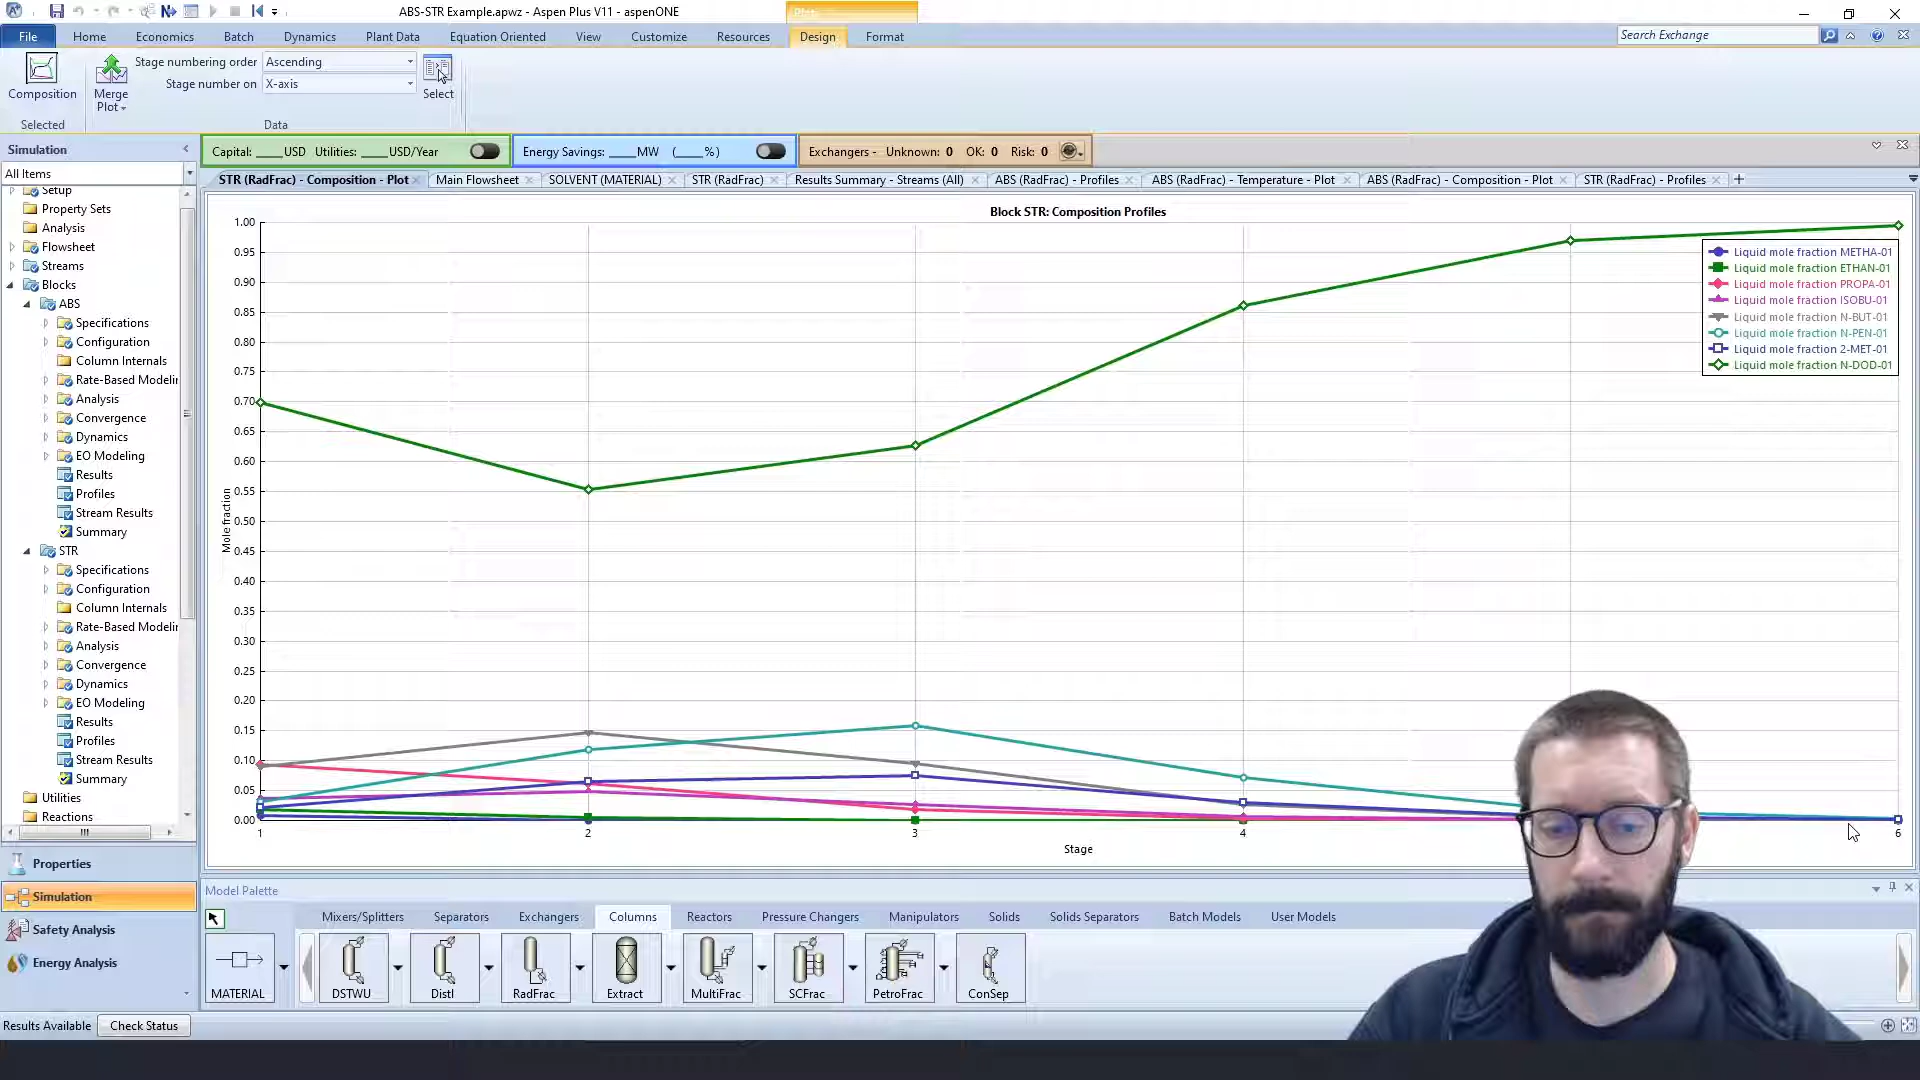 ABS-STR Example.apwz - Aspen Plus V11 - aspenONE
File
Home
Economics
Batch
Dynamics
Plant Data
Equation Oriented
View
Customize
Resources
Design
Format
Search Exchange
Composition
Selected
Merge
Plot
Stage numbering order
Ascending
Stage number on
X-axis
Select
Data
Simulation
All Items
Capital: ____USD Utilities: ____USD/Year
Energy Savings: ____MW (____%)
Exchangers - Unknown: 0 OK: 0 Risk: 0
STR (RadFrac) - Composition - Plot
Main Flowsheet
SOLVENT (MATERIAL)
STR (RadFrac)
Results Summary - Streams (All)
ABS (RadFrac) - Profiles
ABS (RadFrac) - Temperature - Plot
ABS (RadFrac) - Composition - Plot
STR (RadFrac) - Profiles
Setup
Property Sets
Analysis
Flowsheet
Streams
Blocks
ABS
Specifications
Configuration
Column Internals
Rate-Based Modelin
Analysis
Convergence
Dynamics
EO Modeling
Results
Profiles
Stream Results
Summary
STR
Specifications
Configuration
Column Internals
Rate-Based Modelin
Analysis
Convergence
Dynamics
EO Modeling
Results
Profiles
Stream Results
Summary
Utilities
Reactions
Properties
Simulation
Safety Analysis
Energy Analysis
Block STR: Composition Profiles
1.00
0.95
0.90
0.85
0.80
0.75
0.70
0.65
0.60
0.55
0.50
0.45
0.40
0.35
0.30
0.25
0.20
0.15
0.10
0.05
0.00
Mole fraction
1
2
3
4
6
Stage
Liquid mole fraction METHA-01
Liquid mole fraction ETHAN-01
Liquid mole fraction PROPA-01
Liquid mole fraction ISOBU-01
Liquid mole fraction N-BUT-01
Liquid mole fraction N-PEN-01
Liquid mole fraction 2-MET-01
Liquid mole fraction N-DOD-01
Model Palette
Mixers/Splitters
Separators
Exchangers
Columns
Reactors
Pressure Changers
Manipulators
Solids
Solids Separators
Batch Models
User Models
MATERIAL
DSTWU
Distl
RadFrac
Extract
MultiFrac
SCFrac
PetroFrac
ConSep
Results Available
Check Status